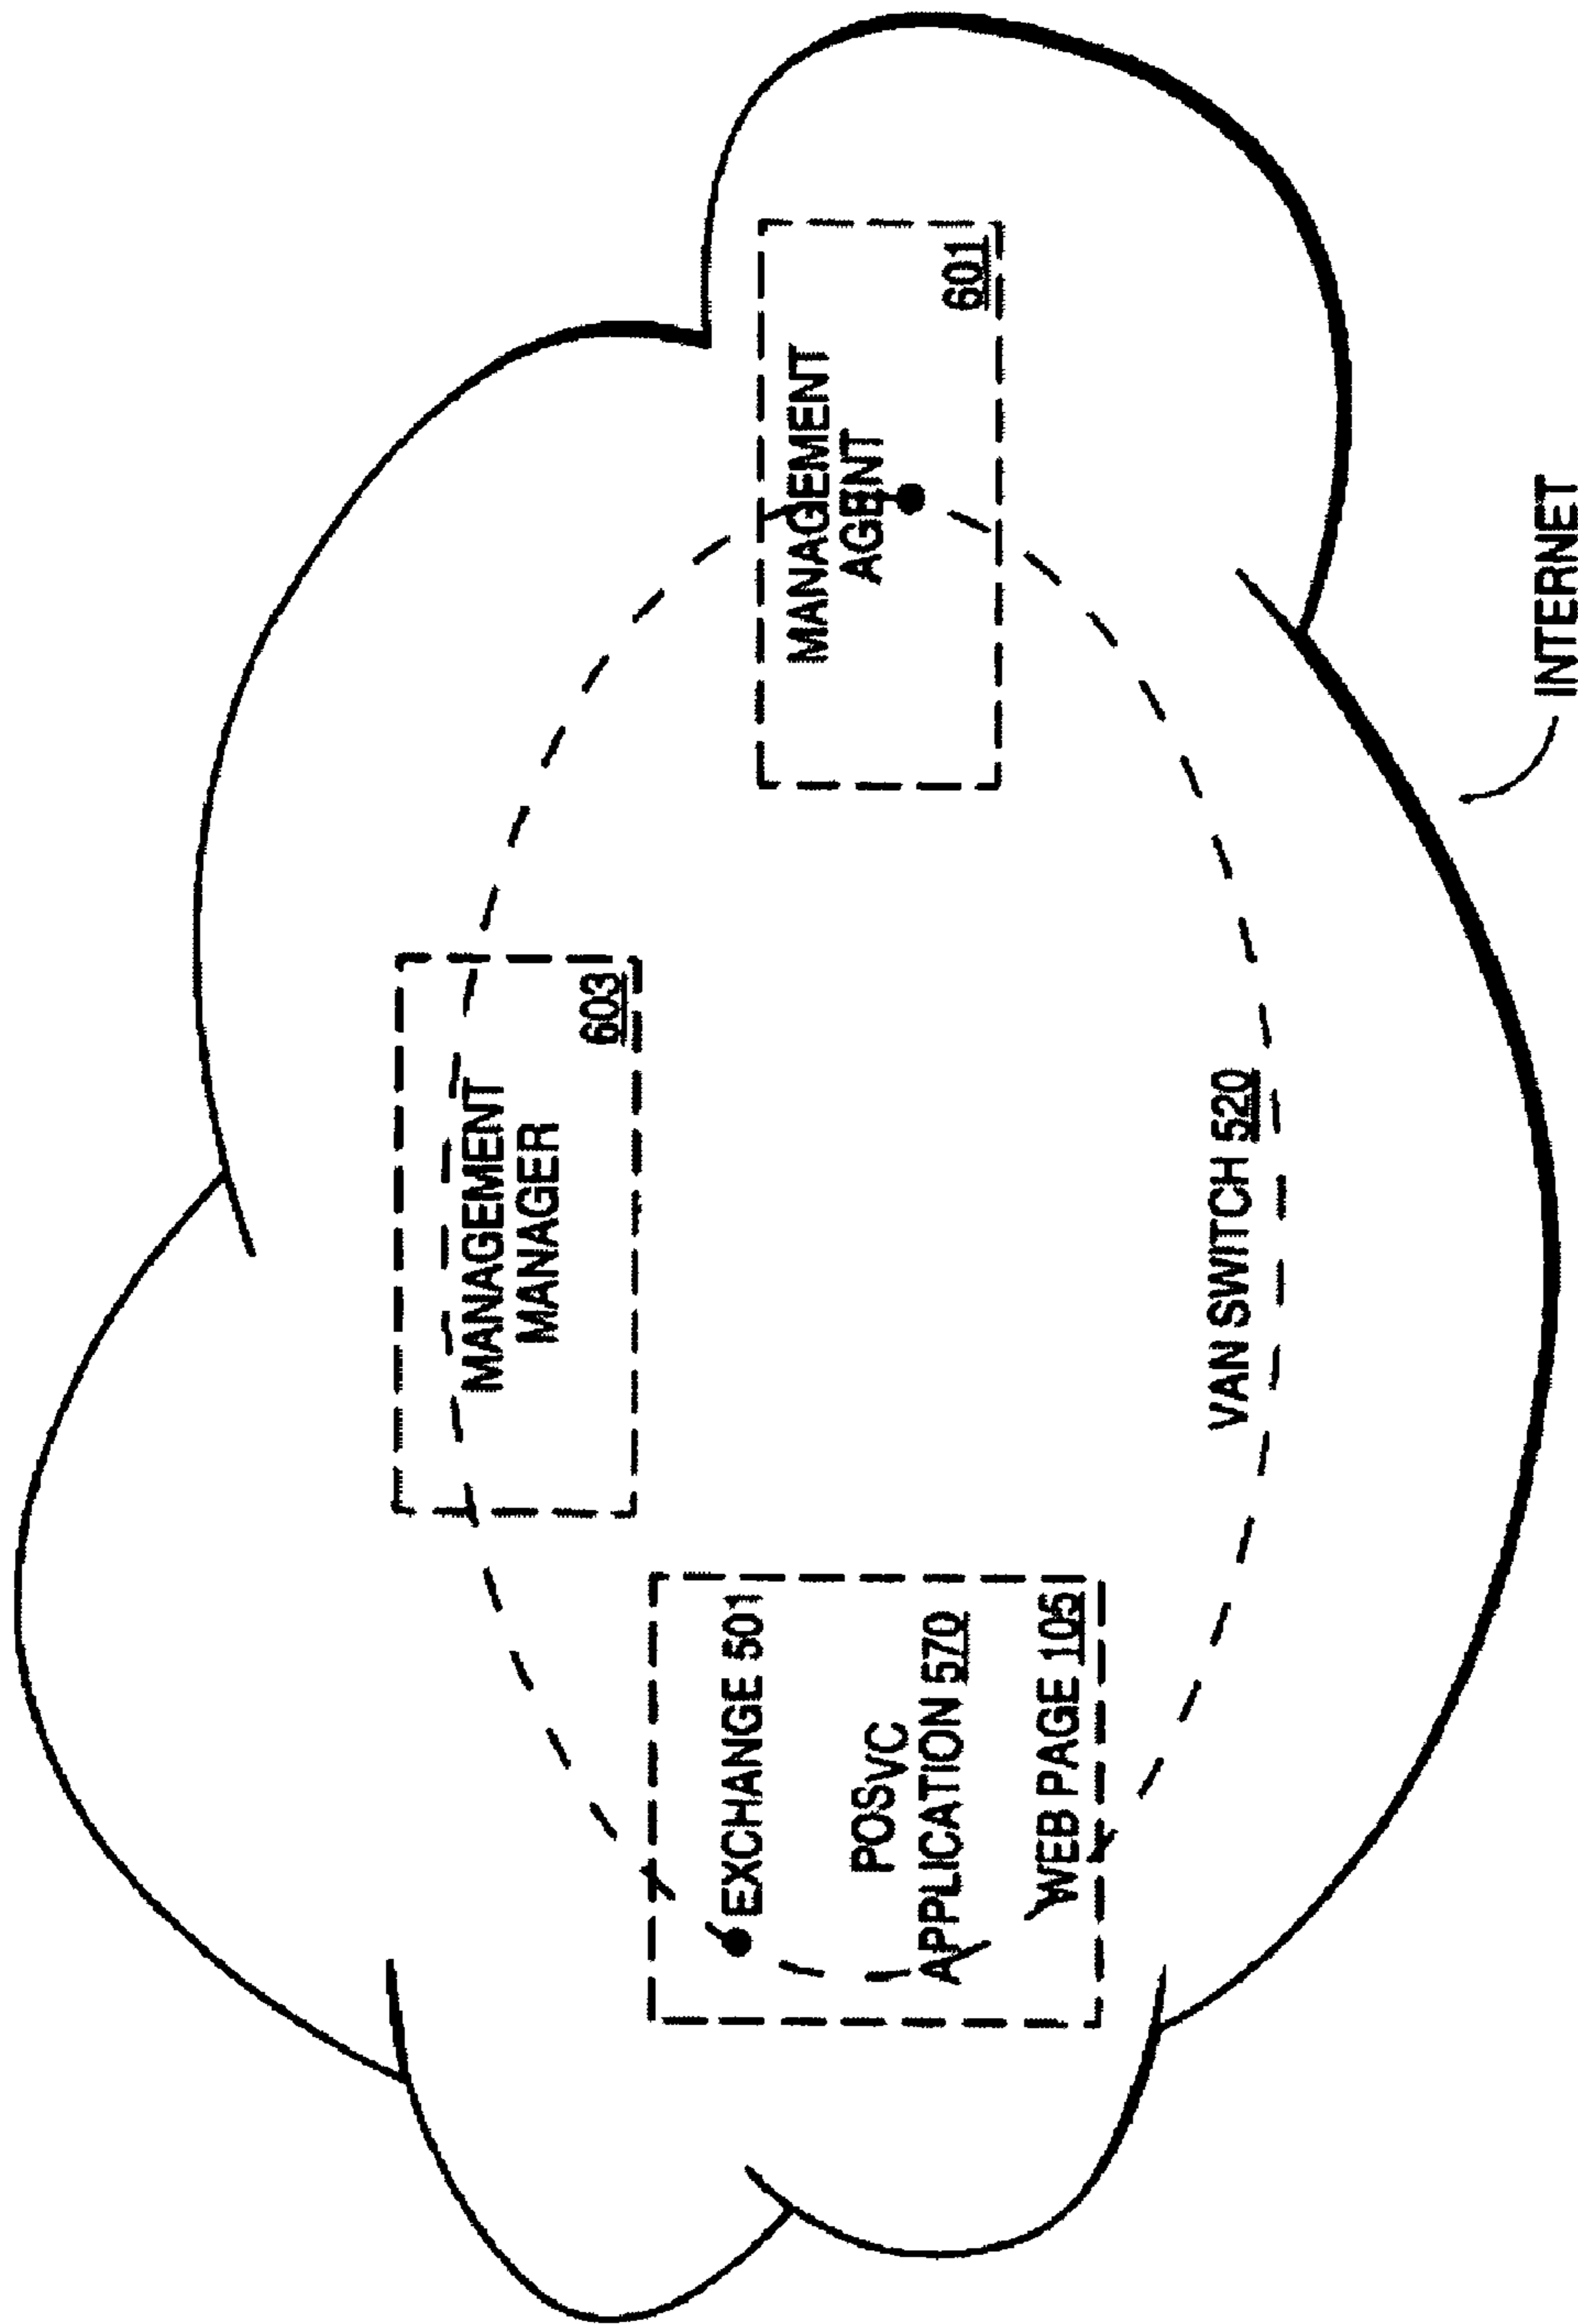 MANAGEMENT
MANAGER
603
EXCHANGE 501
POSVC
APPLICATION 570
WEB PAGE 105
MANAGEMENT
AGENT
601
VAN SWITCH 520
INTERNET